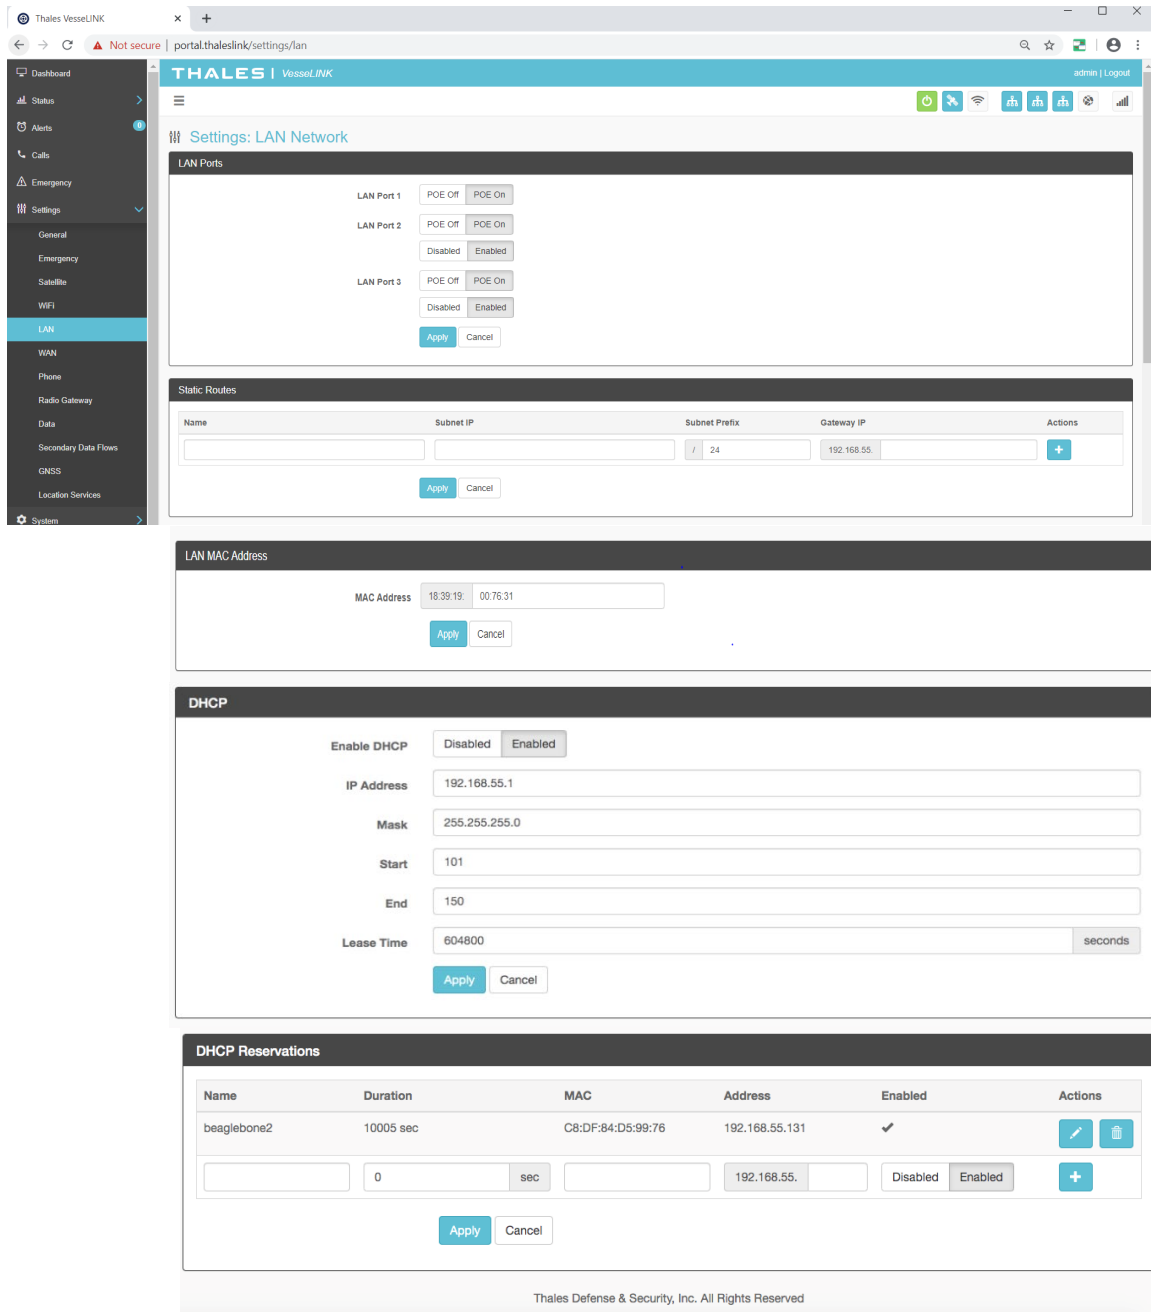 Thales VesseLINK
Not secure | portal.thaleslink/settings/lan
Dashboard
THALES | VesseLINK
admin | Logout
Status
Alerts
0
Calls
Emergency
Settings
General
Emergency
Satellite
WiFi
LAN
WAN
Phone
Radio Gateway
Data
Secondary Data Flows
GNSS
Location Services
System
Settings: LAN Network
LAN Ports
LAN Port 1 POE Off POE On
LAN Port 2 POE Off POE On
Disabled Enabled
LAN Port 3 POE Off POE On
Disabled Enabled
Apply Cancel
Static Routes
Name Subnet IP Subnet Prefix Gateway IP Actions
/ 24 192.168.55. +
Apply Cancel
LAN MAC Address
MAC Address 18:39:19: 00:76:31
Apply Cancel
DHCP
Enable DHCP Disabled Enabled
IP Address 192.168.55.1
Mask 255.255.255.0
Start 101
End 150
Lease Time 604800 seconds
Apply Cancel
DHCP Reservations
Name Duration MAC Address Enabled Actions
beaglebone2 10005 sec C8:DF:84:D5:99:76 192.168.55.131 ✔
0 sec 192.168.55. Disabled Enabled +
Apply Cancel
Thales Defense & Security, Inc. All Rights Reserved